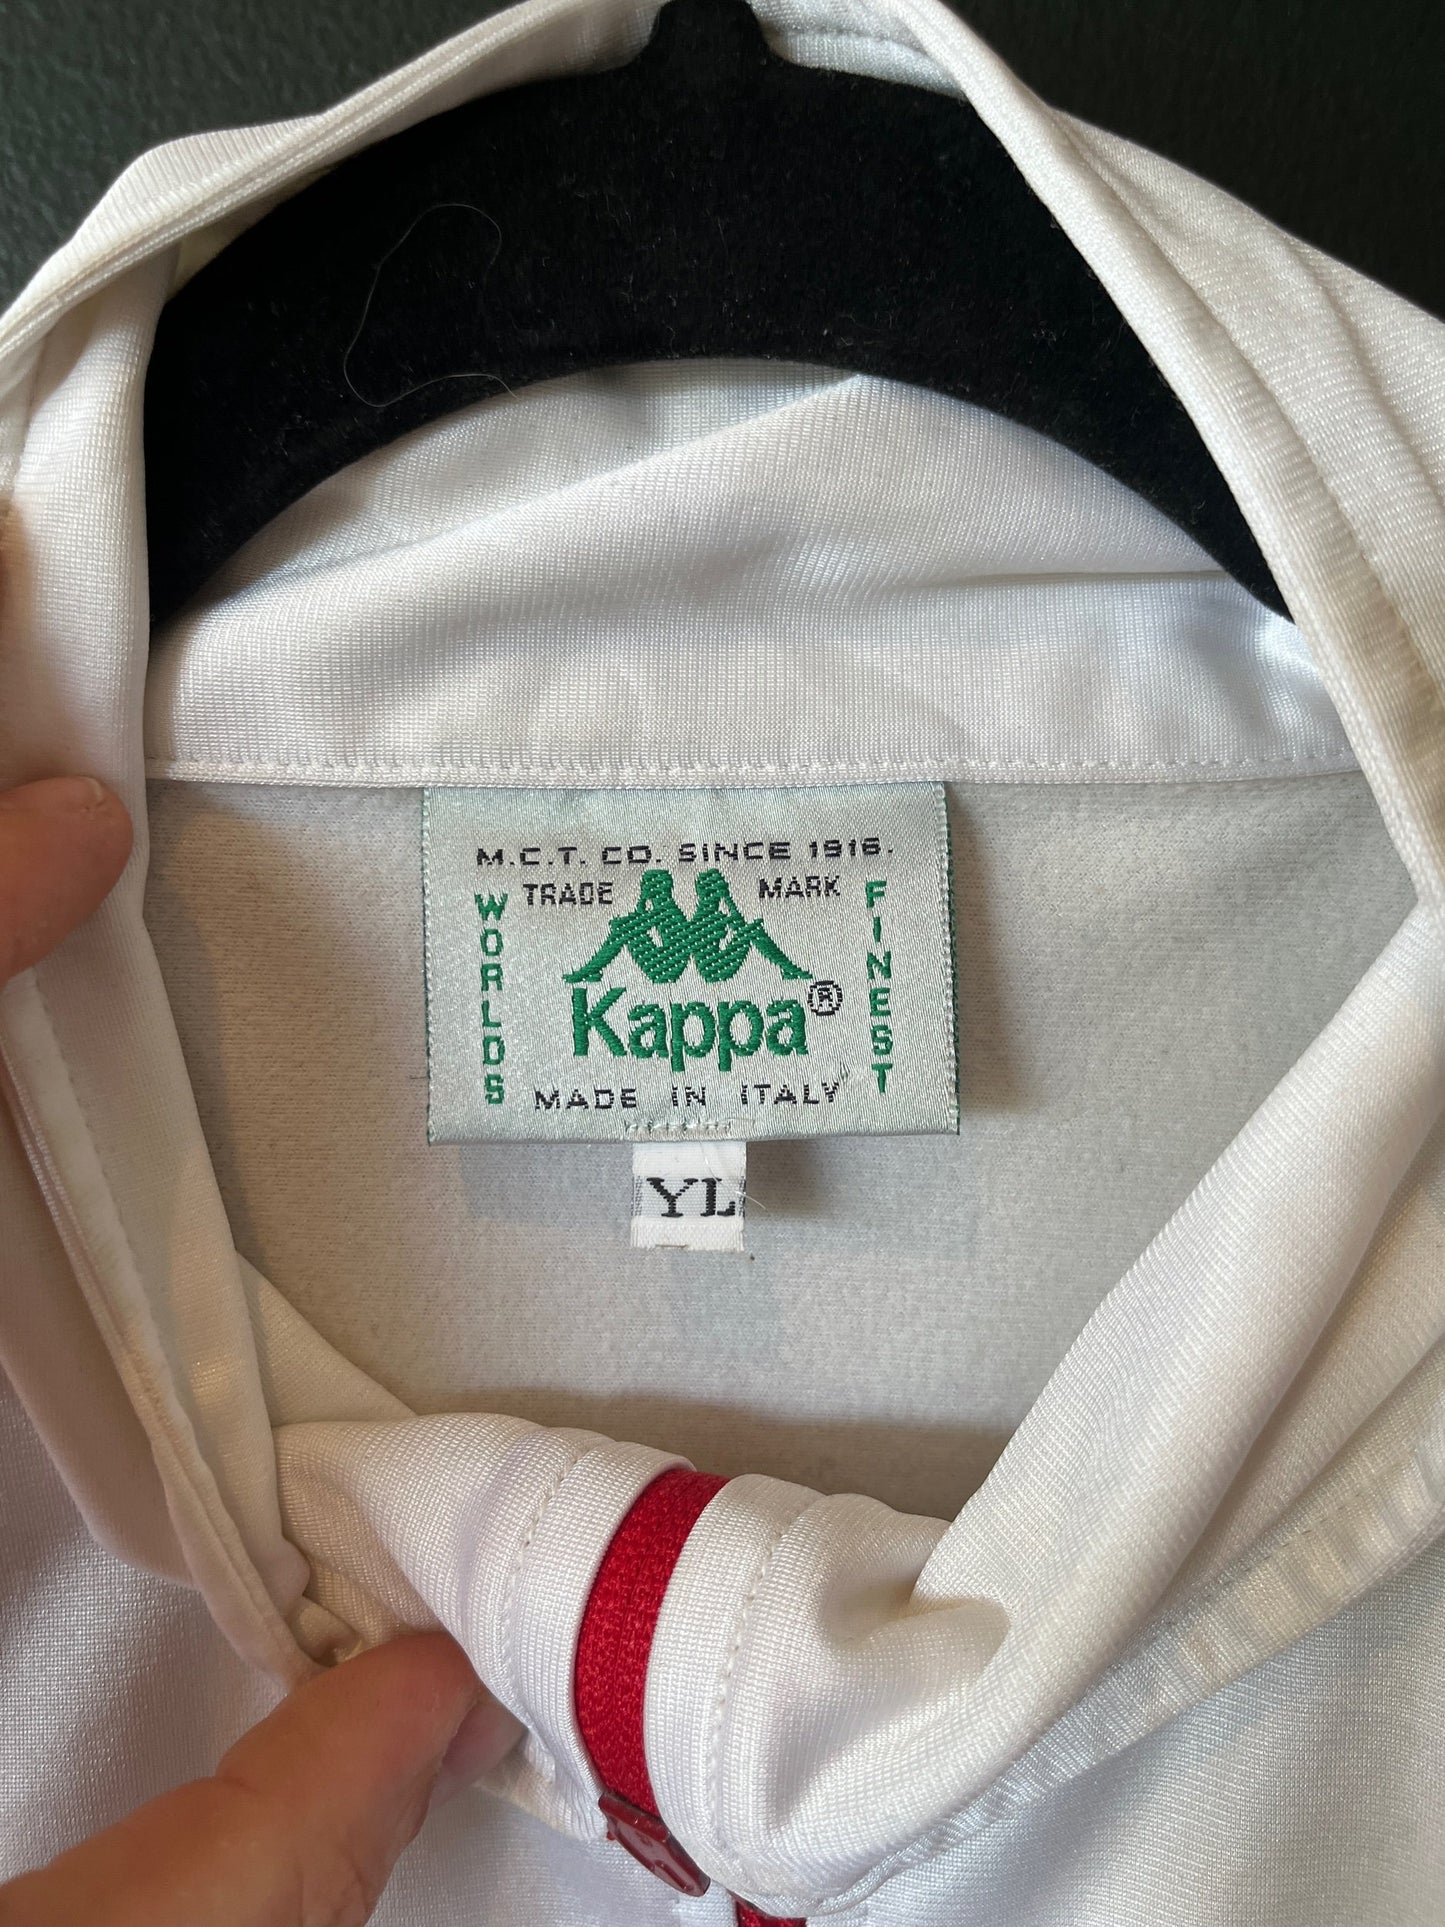 M.C.T. CO. SINCE 1916.
TRADE MARK
WORLDS
FINEST
Kappa®
MADE IN ITALY
YL